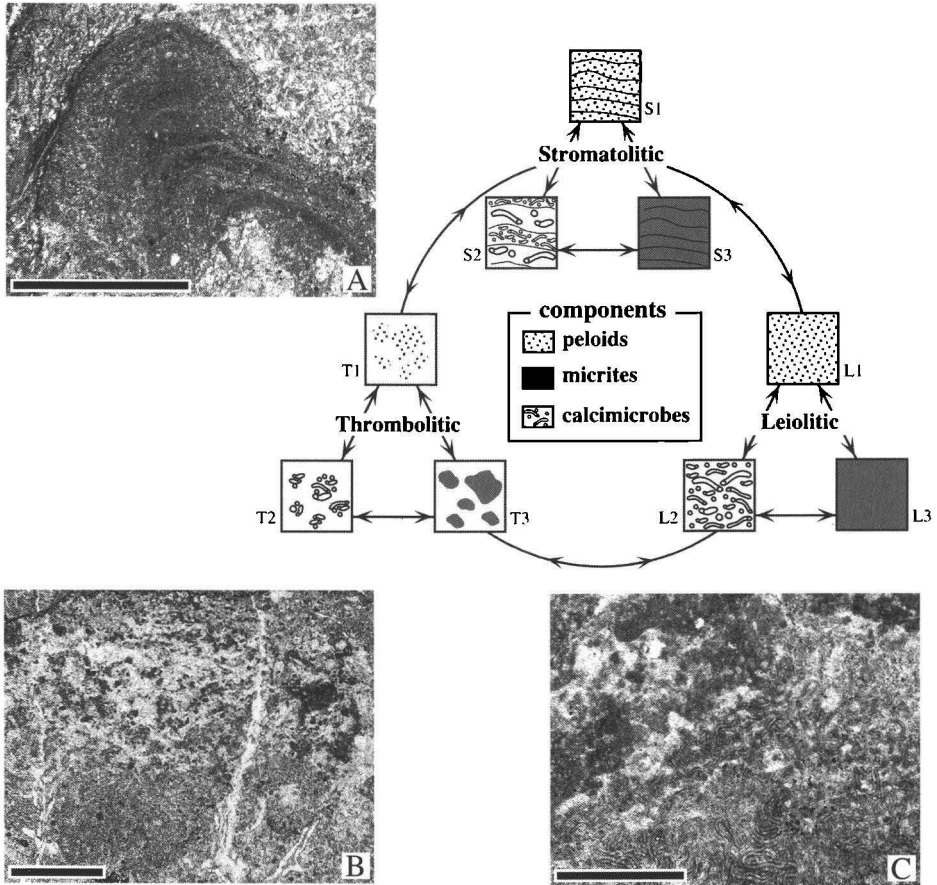 A
S1
Stromatolitic
S2
S3
components
peloids
micrites
calcimicrobes
T1
L1
Thrombolitic
Leiolitic
T2
T3
L2
L3
B
C